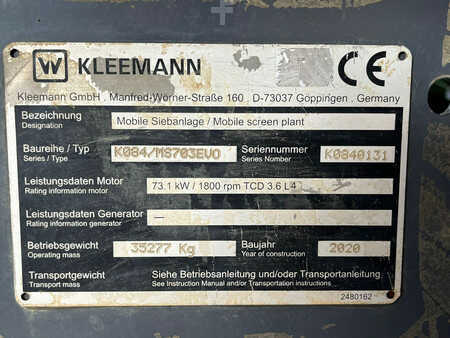 W KLEEMANN CE
Kleemann GmbH . Manfred-Wörner-Straße 160 . D-73037 Göppingen . Germany
Bezeichnung Mobile Siebanlage / Mobile screen plant
Designation
Baureihe / Typ K084/MS703EVO Seriennummer K0840131
Series / Type Series Number
Leistungsdaten Motor 73.1 kW / 1800 rpm TCD 3.6 L4
Rating information motor
Leistungsdaten Generator —
Rating information generator
Betriebsgewicht 35277 Kg Baujahr 2020
Operating mass Year of construction
Transportgewicht Siehe Betriebsanleitung und/oder Transportanleitung.
Transport mass See Instruction Manual and/or Transportation instructions.
2480162